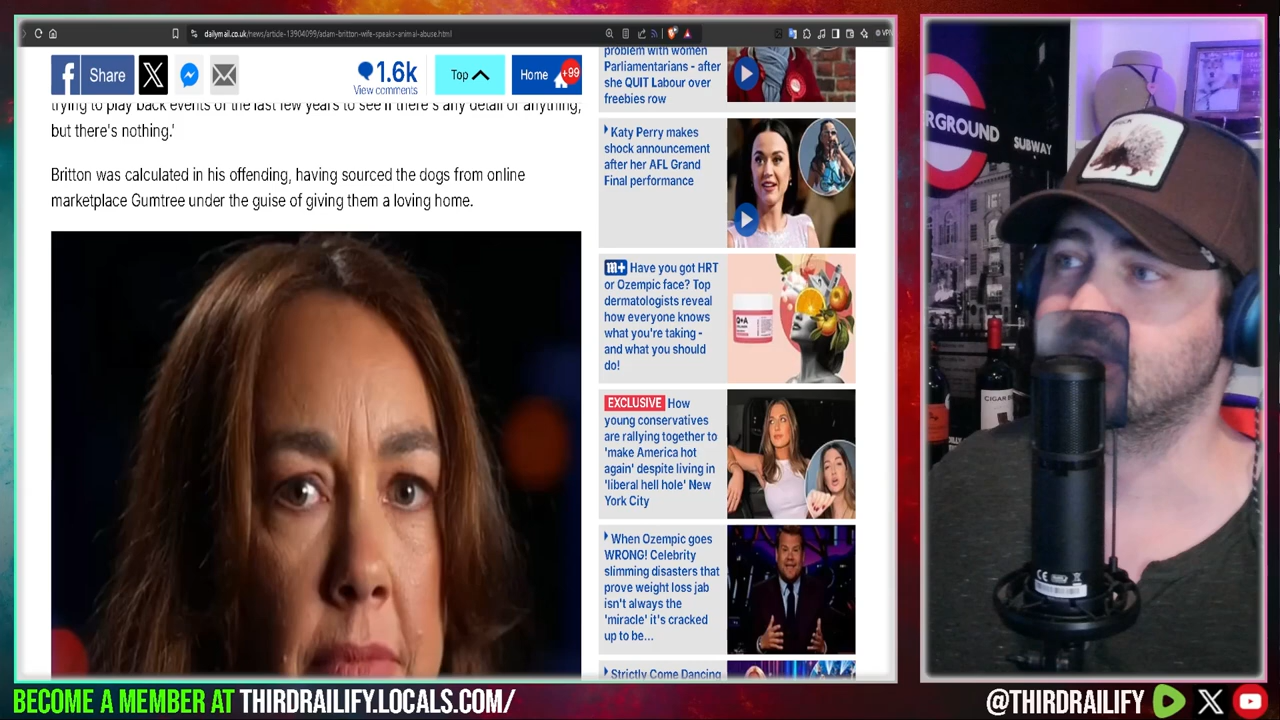 dailymail.co.uk/news/article-13904099/adam-britton-wife-speaks-animal-abuse.html
VPN
Share
1.6k
View comments
Top
Home
+99
trying to play back events of the last few years to see if there's any detail or anything,
but there's nothing.'
Britton was calculated in his offending, having sourced the dogs from online
marketplace Gumtree under the guise of giving them a loving home.
problem with women
Parliamentarians - after
she QUIT Labour over
freebies row
Katy Perry makes
shock announcement
after her AFL Grand
Final performance
m+ Have you got HRT
or Ozempic face? Top
dermatologists reveal
how everyone knows
what you're taking -
and what you should
do!
Q+A
EXCLUSIVE How
young conservatives
are rallying together to
'make America hot
again' despite living in
'liberal hell hole' New
York City
When Ozempic goes
WRONG! Celebrity
slimming disasters that
prove weight loss jab
isn't always the
'miracle' it's cracked
up to be...
Strictly Come Dancing
RGROUND
SUBWAY
CIGAR
CE
BECOME A MEMBER AT THIRDRAILIFY.LOCALS.COM/
@THIRDRAILIFY